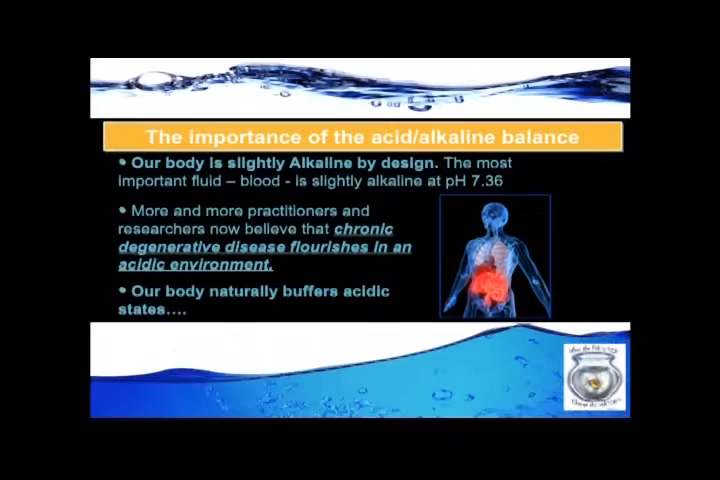 The importance of the acid/alkaline balance
• Our body is slightly Alkaline by design. The most
important fluid – blood - is slightly alkaline at pH 7.36
• More and more practitioners and
researchers now believe that chronic
degenerative disease flourishes in an
acidic environment.
• Our body naturally buffers acidic
states….